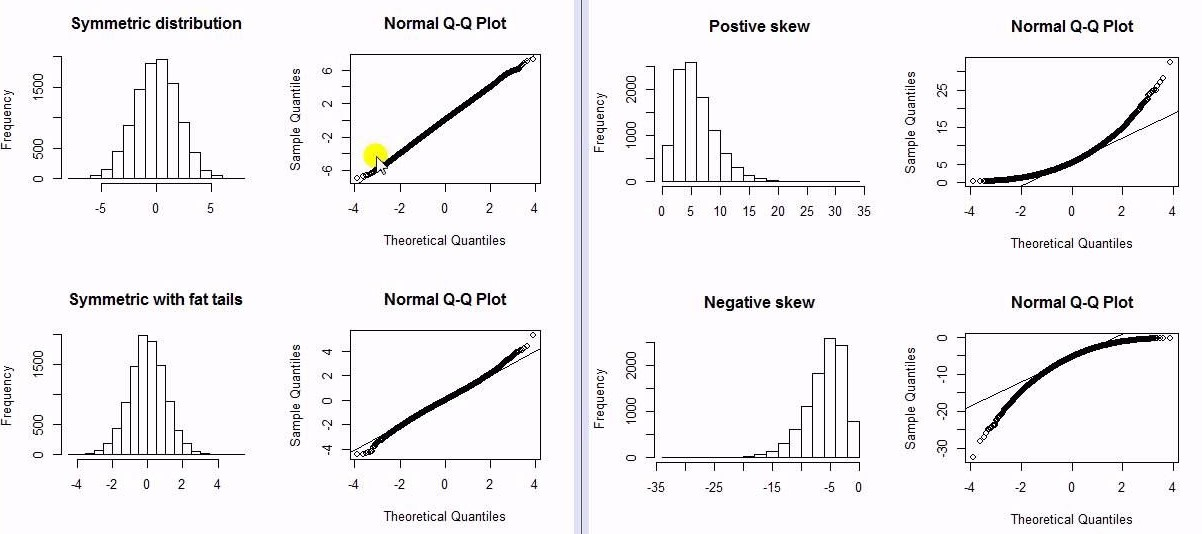 Symmetric distribution
Normal Q-Q Plot
Frequency
0 500 1500
-5 0 5
Sample Quantiles
-6 -2 2 6
-4 -2 0 2 4
Theoretical Quantiles
Postive skew
Normal Q-Q Plot
Frequency
0 1000 2000
0 5 10 15 20 25 30 35
Sample Quantiles
0 5 15 25
-4 -2 0 2 4
Theoretical Quantiles
Symmetric with fat tails
Normal Q-Q Plot
Frequency
0 500 1500
-4 -2 0 2 4
Sample Quantiles
-4 -2 0 2 4
-4 -2 0 2 4
Theoretical Quantiles
Negative skew
Normal Q-Q Plot
Frequency
0 1000 2000
-35 -25 -15 -5 0
Sample Quantiles
-30 -20 -10 0
-4 -2 0 2 4
Theoretical Quantiles